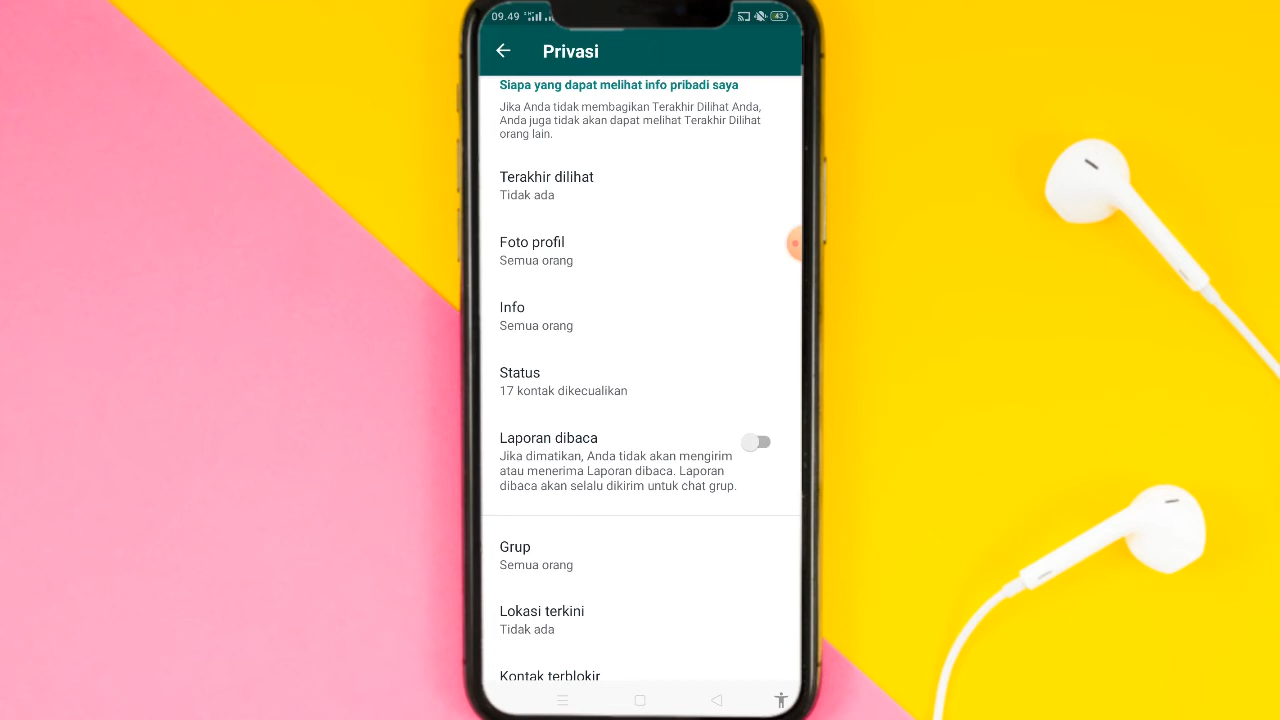 09.49
43
Privasi
Siapa yang dapat melihat info pribadi saya
Jika Anda tidak membagikan Terakhir Dilihat Anda,
Anda juga tidak akan dapat melihat Terakhir Dilihat
orang lain.
Terakhir dilihat
Tidak ada
Foto profil
Semua orang
Info
Semua orang
Status
17 kontak dikecualikan
Laporan dibaca
Jika dimatikan, Anda tidak akan mengirim
atau menerima Laporan dibaca. Laporan
dibaca akan selalu dikirim untuk chat grup.
Grup
Semua orang
Lokasi terkini
Tidak ada
Kontak terblokir